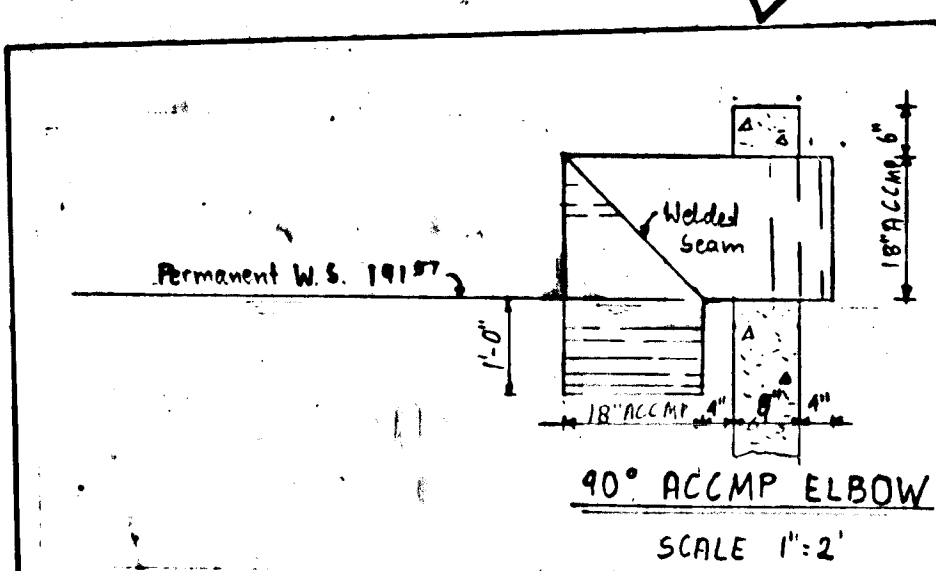 6"
18" ACCMP
Welded
Seam
Permanent W. S. 191 57
1'-0"
18" ACCMP 4" 8" 4"
90° ACCMP ELBOW
SCALE 1":2'